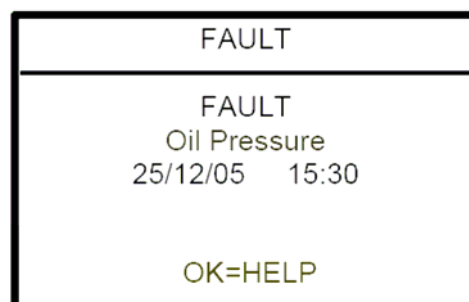 FAULT
FAULT
Oil Pressure
25/12/05 15:30
OK=HELP